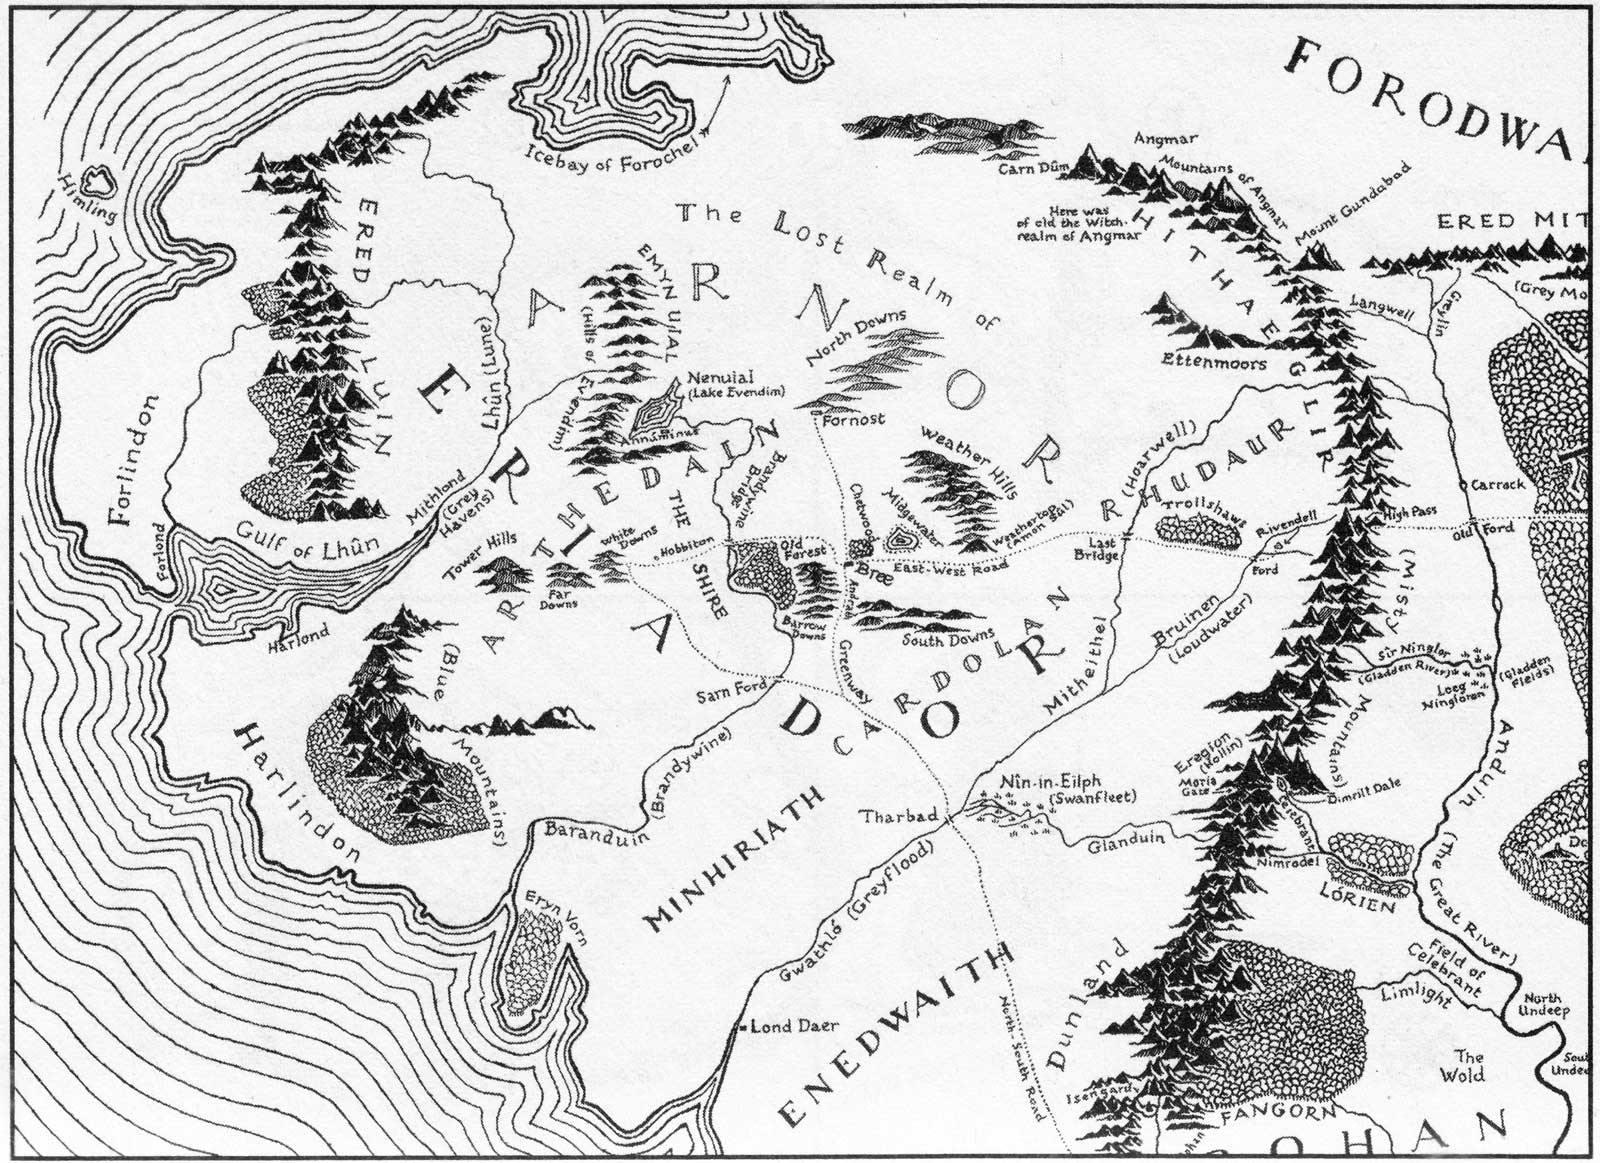 FORODWA
Icebay of Forochel
Himling
Angmar
Carn Dûm
Mountains of Angmar
Here was
of old the Witch-
realm of Angmar
Mount Gundabad
ERED MIT
(Grey Mo
HITHAEGLIR
(Misty
Mountains)
The Lost Realm of
ARNOR
ERED LUIN
(Blue
Mountains)
EMYN UIAL
(Hills of Evendim)
Nenuial
(Lake Evendim)
Annúminas
North Downs
Fornost
Ettenmoors
Langwell
Greylin
Lhûn (Lune)
ERIADOR
Forlindon
Forlond
Gulf of Lhûn
Mithlond
(Grey
Havens)
Harlond
Harlindon
Tower Hills
Far
Downs
White
Downs
ARTHEDAIN
Hobbiton
THE SHIRE
Brandywine
Bridge
Old
Forest
Barrow
Downs
Bree
Chetwood
Midgewater
Weather Hills
Weathertop
(Amon Sûl)
East-West Road
South Downs
Greenway
CARDOLAN
RHUDAUR
(Hoarwell)
Mitheithel
Last
Bridge
Trollshaws
Rivendell
Ford
Bruinen
(Loudwater)
High Pass
Carrock
Old Ford
Sîr Ninglor
(Gladden River)
Loeg
Ningloron
(Gladden
Fields)
Anduin (The Great River)
Sarn Ford
Baranduin
(Brandywine)
Eryn Vorn
MINHIRIATH
Tharbad
Nîn-in-Eilph
(Swanfleet)
Glanduin
Eregion
(Hollin)
Moria
Gate
Dimrill Dale
Celebrant
Nimrodel
LÓRIEN
Do
Gwathló (Greyflood)
Lond Daer
ENEDWAITH
North-South Road
Dunland
Isengard
FANGORN
Field of
Celebrant
Limlight
North
Undeep
Sout
Undee
The
Wold
OHAN